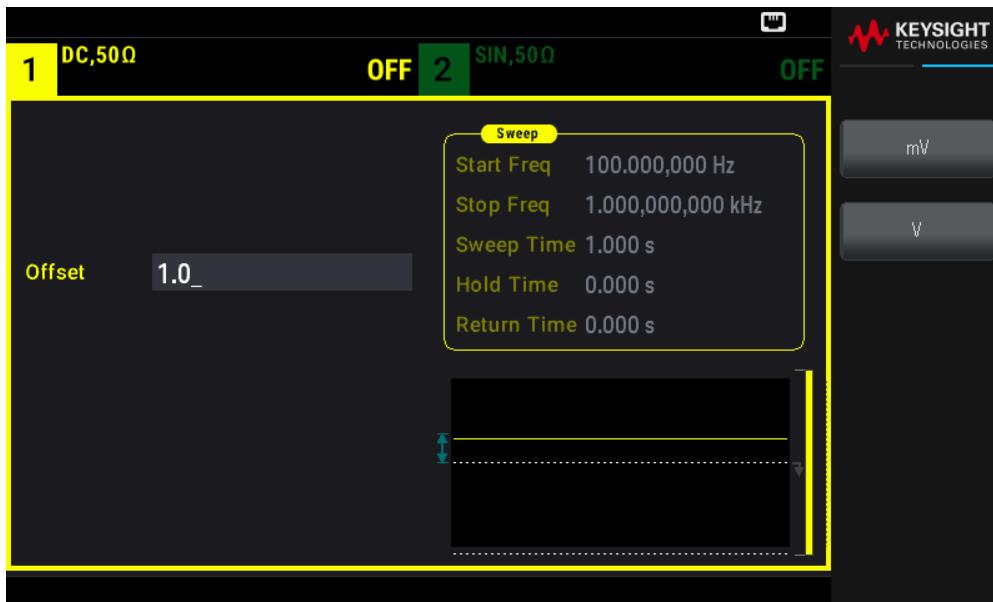 KEYSIGHT
TECHNOLOGIES
1 DC,50Ω OFF 2 SIN,50Ω OFF
Sweep
Start Freq 100.000,000 Hz
Stop Freq 1.000,000,000 kHz
Sweep Time 1.000 s
Hold Time 0.000 s
Return Time 0.000 s
Offset 1.0_
mV
V